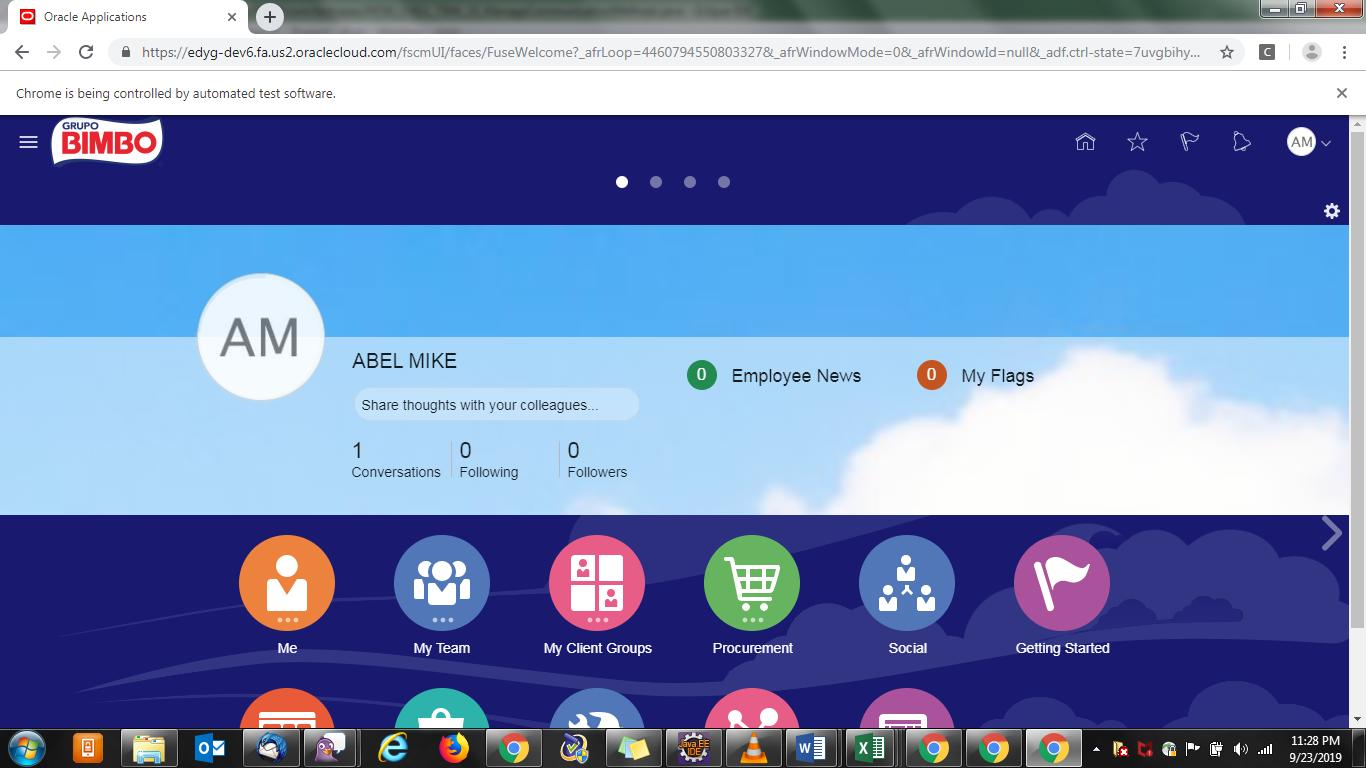 Oracle Applications
https://edyg-dev6.fa.us2.oraclecloud.com/fscmUI/faces/FuseWelcome?_afrLoop=4460794550803327&_afrWindowMode=0&_afrWindowId=null&_adf.ctrl-state=7uvgbihy...
C
Chrome is being controlled by automated test software.
GRUPO
BIMBO
AM
AM
ABEL MIKE
0 Employee News
0 My Flags
Share thoughts with your colleagues...
1 0 0
Conversations Following Followers
Me My Team My Client Groups Procurement Social Getting Started
Java EE
IDE
11:28 PM
9/23/2019